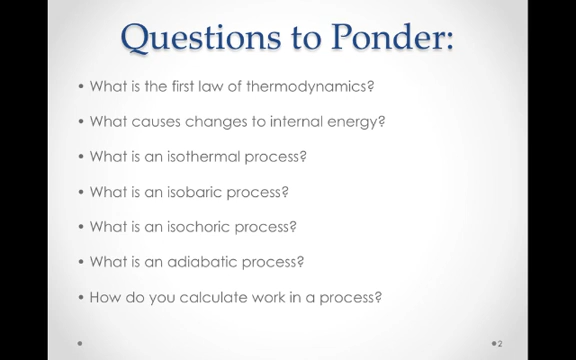 Questions to Ponder:
• What is the first law of thermodynamics?
• What causes changes to internal energy?
• What is an isothermal process?
• What is an isobaric process?
• What is an isochoric process?
• What is an adiabatic process?
• How do you calculate work in a process?
• •2